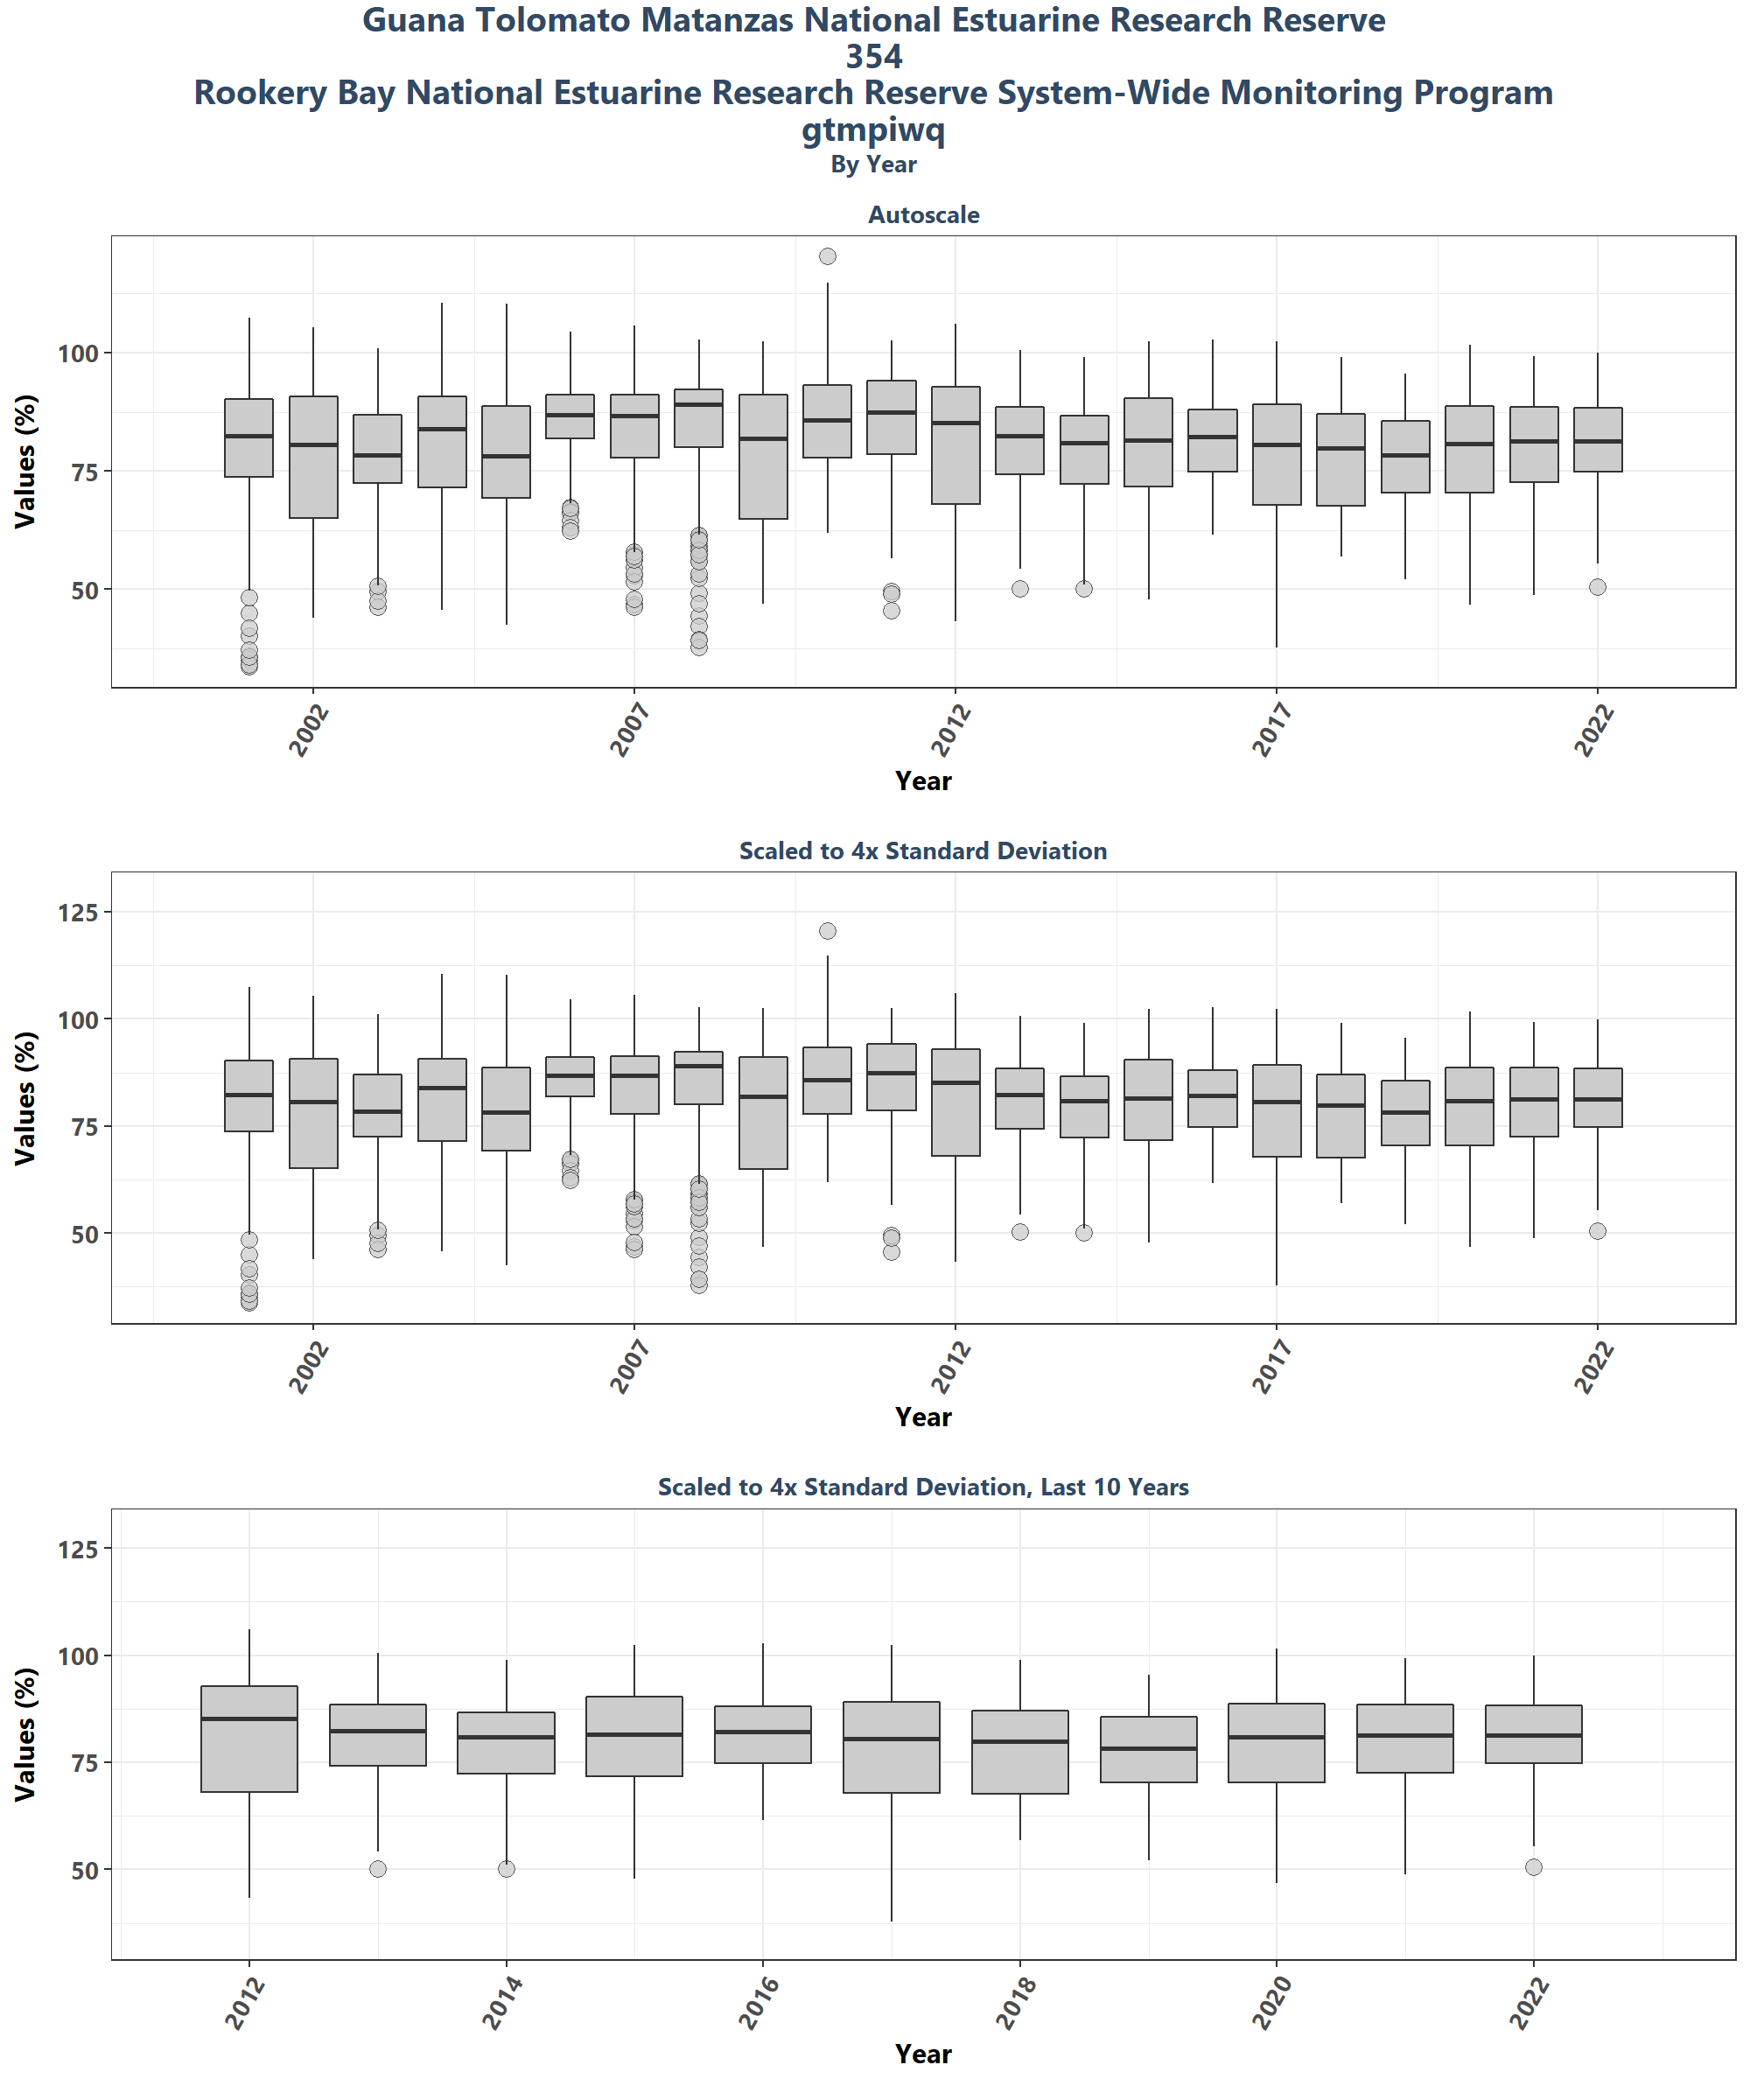 Guana Tolomato Matanzas National Estuarine Research Reserve
354
Rookery Bay National Estuarine Research Reserve System-Wide Monitoring Program
gtmpiwq
By Year
Autoscale
Values (%)
100
75
50
2002 2007 2012 2017 2022
Year
Scaled to 4x Standard Deviation
Values (%)
125
100
75
50
2002 2007 2012 2017 2022
Year
Scaled to 4x Standard Deviation, Last 10 Years
Values (%)
125
100
75
50
2012 2014 2016 2018 2020 2022
Year